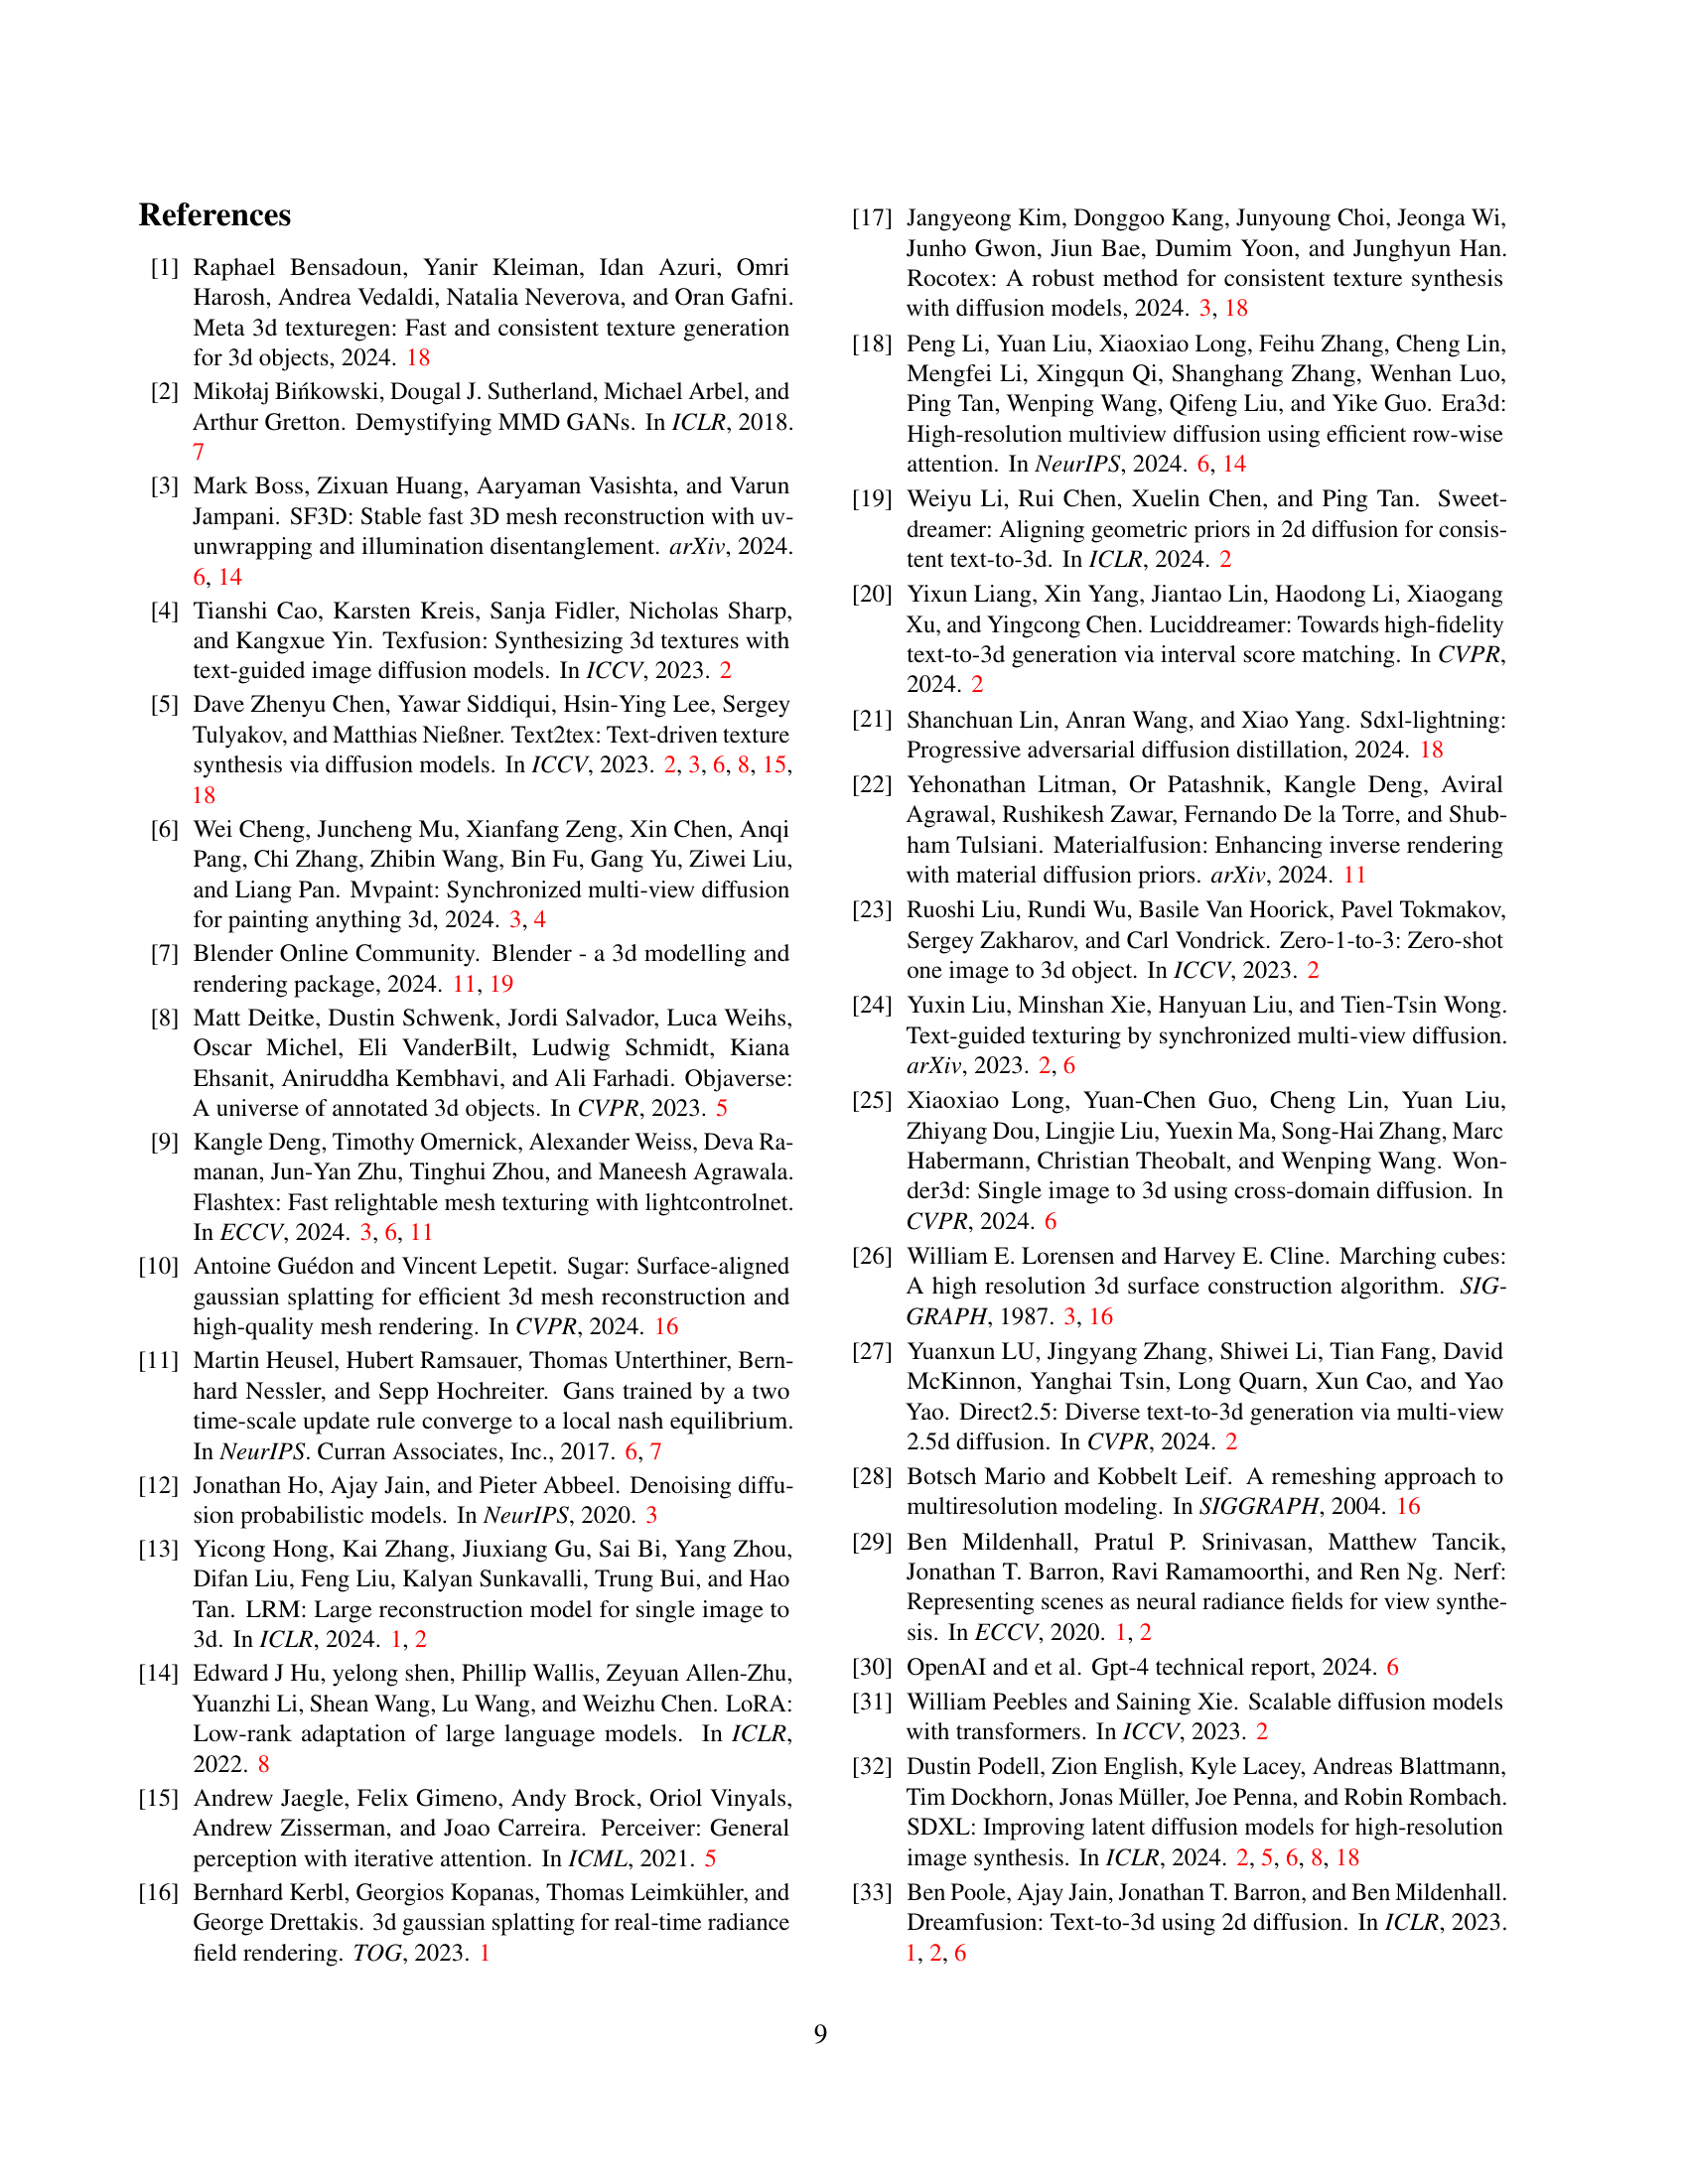 References
[1] Raphael Bensadoun, Yanir Kleiman, Idan Azuri, Omri
Harosh, Andrea Vedaldi, Natalia Neverova, and Oran Gafni.
Meta 3d texturegen: Fast and consistent texture generation
for 3d objects, 2024. 18
[2] Mikołaj Bińkowski, Dougal J. Sutherland, Michael Arbel, and
Arthur Gretton. Demystifying MMD GANs. In ICLR, 2018.
7
[3] Mark Boss, Zixuan Huang, Aaryaman Vasishta, and Varun
Jampani. SF3D: Stable fast 3D mesh reconstruction with uv-
unwrapping and illumination disentanglement. arXiv, 2024.
6, 14
[4] Tianshi Cao, Karsten Kreis, Sanja Fidler, Nicholas Sharp,
and Kangxue Yin. Texfusion: Synthesizing 3d textures with
text-guided image diffusion models. In ICCV, 2023. 2
[5] Dave Zhenyu Chen, Yawar Siddiqui, Hsin-Ying Lee, Sergey
Tulyakov, and Matthias Nießner. Text2tex: Text-driven texture
synthesis via diffusion models. In ICCV, 2023. 2, 3, 6, 8, 15,
18
[6] Wei Cheng, Juncheng Mu, Xianfang Zeng, Xin Chen, Anqi
Pang, Chi Zhang, Zhibin Wang, Bin Fu, Gang Yu, Ziwei Liu,
and Liang Pan. Mvpaint: Synchronized multi-view diffusion
for painting anything 3d, 2024. 3, 4
[7] Blender Online Community. Blender - a 3d modelling and
rendering package, 2024. 11, 19
[8] Matt Deitke, Dustin Schwenk, Jordi Salvador, Luca Weihs,
Oscar Michel, Eli VanderBilt, Ludwig Schmidt, Kiana
Ehsanit, Aniruddha Kembhavi, and Ali Farhadi. Objaverse:
A universe of annotated 3d objects. In CVPR, 2023. 5
[9] Kangle Deng, Timothy Omernick, Alexander Weiss, Deva Ra-
manan, Jun-Yan Zhu, Tinghui Zhou, and Maneesh Agrawala.
Flashtex: Fast relightable mesh texturing with lightcontrolnet.
In ECCV, 2024. 3, 6, 11
[10] Antoine Guédon and Vincent Lepetit. Sugar: Surface-aligned
gaussian splatting for efficient 3d mesh reconstruction and
high-quality mesh rendering. In CVPR, 2024. 16
[11] Martin Heusel, Hubert Ramsauer, Thomas Unterthiner, Bern-
hard Nessler, and Sepp Hochreiter. Gans trained by a two
time-scale update rule converge to a local nash equilibrium.
In NeurIPS. Curran Associates, Inc., 2017. 6, 7
[12] Jonathan Ho, Ajay Jain, and Pieter Abbeel. Denoising diffu-
sion probabilistic models. In NeurIPS, 2020. 3
[13] Yicong Hong, Kai Zhang, Jiuxiang Gu, Sai Bi, Yang Zhou,
Difan Liu, Feng Liu, Kalyan Sunkavalli, Trung Bui, and Hao
Tan. LRM: Large reconstruction model for single image to
3d. In ICLR, 2024. 1, 2
[14] Edward J Hu, yelong shen, Phillip Wallis, Zeyuan Allen-Zhu,
Yuanzhi Li, Shean Wang, Lu Wang, and Weizhu Chen. LoRA:
Low-rank adaptation of large language models. In ICLR,
2022. 8
[15] Andrew Jaegle, Felix Gimeno, Andy Brock, Oriol Vinyals,
Andrew Zisserman, and Joao Carreira. Perceiver: General
perception with iterative attention. In ICML, 2021. 5
[16] Bernhard Kerbl, Georgios Kopanas, Thomas Leimkühler, and
George Drettakis. 3d gaussian splatting for real-time radiance
field rendering. TOG, 2023. 1
[17] Jangyeong Kim, Donggoo Kang, Junyoung Choi, Jeonga Wi,
Junho Gwon, Jiun Bae, Dumim Yoon, and Junghyun Han.
Rocotex: A robust method for consistent texture synthesis
with diffusion models, 2024. 3, 18
[18] Peng Li, Yuan Liu, Xiaoxiao Long, Feihu Zhang, Cheng Lin,
Mengfei Li, Xingqun Qi, Shanghang Zhang, Wenhan Luo,
Ping Tan, Wenping Wang, Qifeng Liu, and Yike Guo. Era3d:
High-resolution multiview diffusion using efficient row-wise
attention. In NeurIPS, 2024. 6, 14
[19] Weiyu Li, Rui Chen, Xuelin Chen, and Ping Tan. Sweet-
dreamer: Aligning geometric priors in 2d diffusion for consis-
tent text-to-3d. In ICLR, 2024. 2
[20] Yixun Liang, Xin Yang, Jiantao Lin, Haodong Li, Xiaogang
Xu, and Yingcong Chen. Luciddreamer: Towards high-fidelity
text-to-3d generation via interval score matching. In CVPR,
2024. 2
[21] Shanchuan Lin, Anran Wang, and Xiao Yang. Sdxl-lightning:
Progressive adversarial diffusion distillation, 2024. 18
[22] Yehonathan Litman, Or Patashnik, Kangle Deng, Aviral
Agrawal, Rushikesh Zawar, Fernando De la Torre, and Shub-
ham Tulsiani. Materialfusion: Enhancing inverse rendering
with material diffusion priors. arXiv, 2024. 11
[23] Ruoshi Liu, Rundi Wu, Basile Van Hoorick, Pavel Tokmakov,
Sergey Zakharov, and Carl Vondrick. Zero-1-to-3: Zero-shot
one image to 3d object. In ICCV, 2023. 2
[24] Yuxin Liu, Minshan Xie, Hanyuan Liu, and Tien-Tsin Wong.
Text-guided texturing by synchronized multi-view diffusion.
arXiv, 2023. 2, 6
[25] Xiaoxiao Long, Yuan-Chen Guo, Cheng Lin, Yuan Liu,
Zhiyang Dou, Lingjie Liu, Yuexin Ma, Song-Hai Zhang, Marc
Habermann, Christian Theobalt, and Wenping Wang. Won-
der3d: Single image to 3d using cross-domain diffusion. In
CVPR, 2024. 6
[26] William E. Lorensen and Harvey E. Cline. Marching cubes:
A high resolution 3d surface construction algorithm. SIG-
GRAPH, 1987. 3, 16
[27] Yuanxun LU, Jingyang Zhang, Shiwei Li, Tian Fang, David
McKinnon, Yanghai Tsin, Long Quarn, Xun Cao, and Yao
Yao. Direct2.5: Diverse text-to-3d generation via multi-view
2.5d diffusion. In CVPR, 2024. 2
[28] Botsch Mario and Kobbelt Leif. A remeshing approach to
multiresolution modeling. In SIGGRAPH, 2004. 16
[29] Ben Mildenhall, Pratul P. Srinivasan, Matthew Tancik,
Jonathan T. Barron, Ravi Ramamoorthi, and Ren Ng. Nerf:
Representing scenes as neural radiance fields for view synthe-
sis. In ECCV, 2020. 1, 2
[30] OpenAI and et al. Gpt-4 technical report, 2024. 6
[31] William Peebles and Saining Xie. Scalable diffusion models
with transformers. In ICCV, 2023. 2
[32] Dustin Podell, Zion English, Kyle Lacey, Andreas Blattmann,
Tim Dockhorn, Jonas Müller, Joe Penna, and Robin Rombach.
SDXL: Improving latent diffusion models for high-resolution
image synthesis. In ICLR, 2024. 2, 5, 6, 8, 18
[33] Ben Poole, Ajay Jain, Jonathan T. Barron, and Ben Mildenhall.
Dreamfusion: Text-to-3d using 2d diffusion. In ICLR, 2023.
1, 2, 6
9